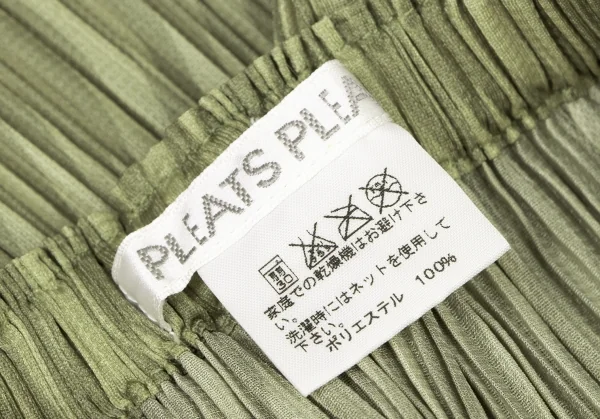 PLEATS PLEA
家庭での乾燥機はお避け下さ
い。
洗濯時にはネットを使用して
下さい。
ポリエステル 100%